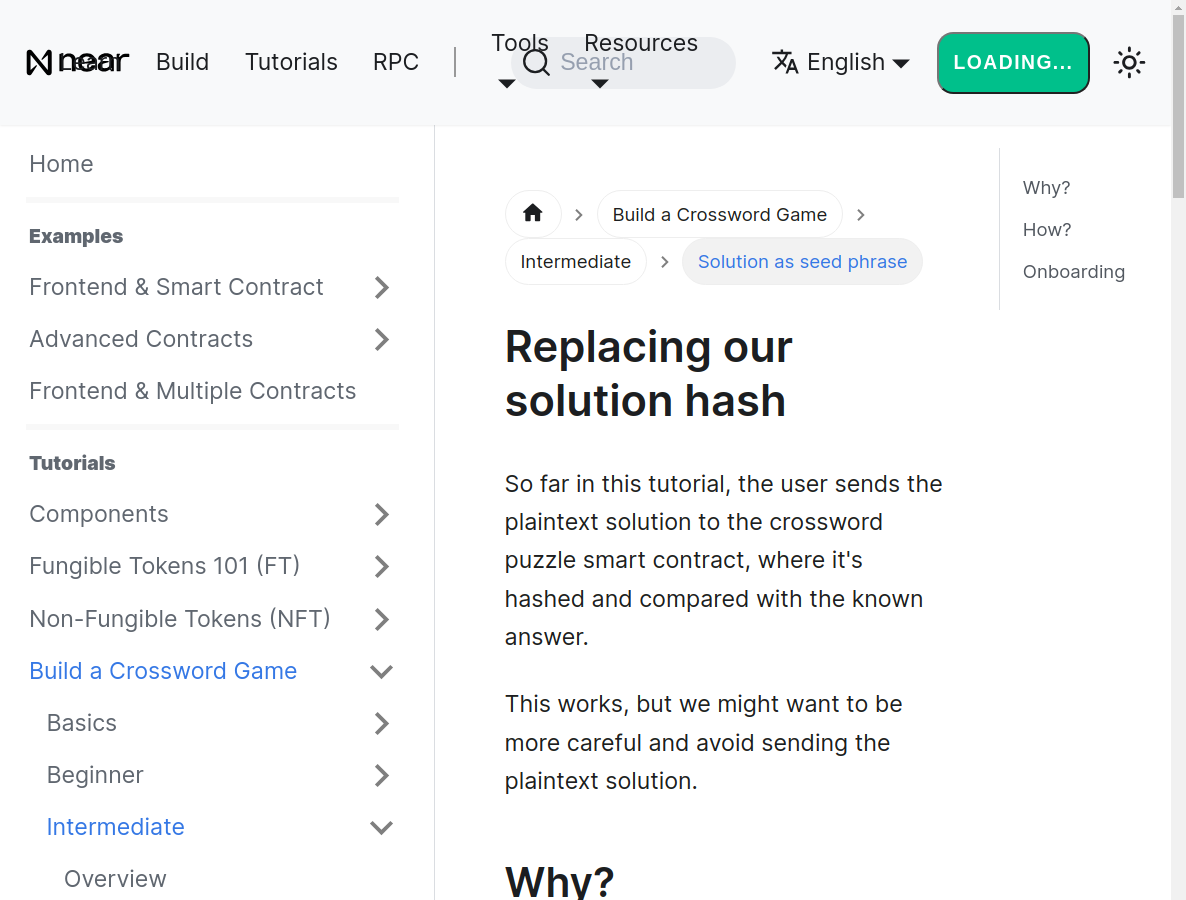 near
Learn
Build
Tutorials
RPC
Tools
Resources
Search
English
LOADING...
Home
Examples
Frontend & Smart Contract
Advanced Contracts
Frontend & Multiple Contracts
Tutorials
Components
Fungible Tokens 101 (FT)
Non-Fungible Tokens (NFT)
Build a Crossword Game
Basics
Beginner
Intermediate
Overview
Build a Crossword Game
Intermediate
Solution as seed phrase
Replacing our
solution hash
So far in this tutorial, the user sends the
plaintext solution to the crossword
puzzle smart contract, where it's
hashed and compared with the known
answer.
This works, but we might want to be
more careful and avoid sending the
plaintext solution.
Why?
Why?
How?
Onboarding